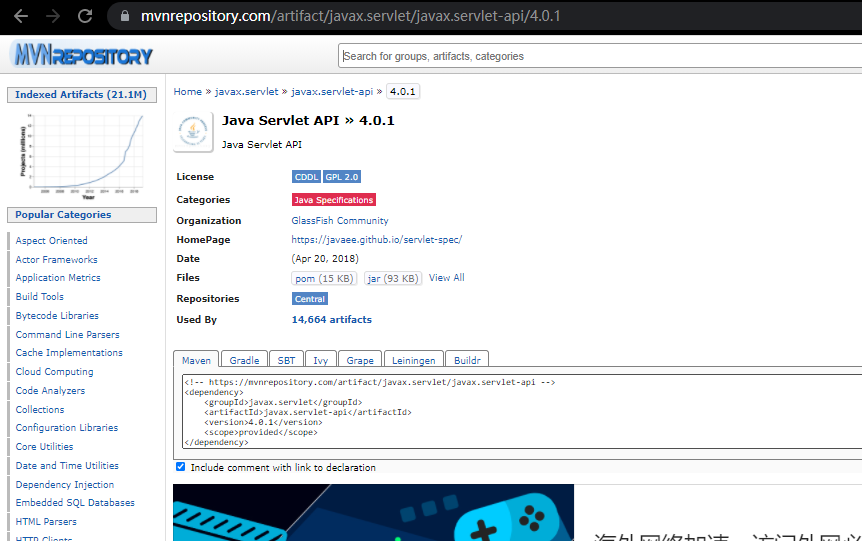 mvnrepository.com/artifact/javax.servlet/javax.servlet-api/4.0.1
MVNREPOSITORY
Search for groups, artifacts, categories
Indexed Artifacts (21.1M)
Projects (millions)
Year
Popular Categories
Aspect Oriented
Actor Frameworks
Application Metrics
Build Tools
Bytecode Libraries
Command Line Parsers
Cache Implementations
Cloud Computing
Code Analyzers
Collections
Configuration Libraries
Core Utilities
Date and Time Utilities
Dependency Injection
Embedded SQL Databases
HTML Parsers
HTTP Clients
Home » javax.servlet » javax.servlet-api » 4.0.1
Java Servlet API » 4.0.1
Java Servlet API
License CDDL GPL 2.0
Categories Java Specifications
Organization GlassFish Community
HomePage https://javaee.github.io/servlet-spec/
Date (Apr 20, 2018)
Files pom (15 KB) jar (93 KB) View All
Repositories Central
Used By 14,664 artifacts
Maven Gradle SBT Ivy Grape Leiningen Buildr
<!-- https://mvnrepository.com/artifact/javax.servlet/javax.servlet-api -->
<dependency>
    <groupId>javax.servlet</groupId>
    <artifactId>javax.servlet-api</artifactId>
    <version>4.0.1</version>
    <scope>provided</scope>
</dependency>
Include comment with link to declaration